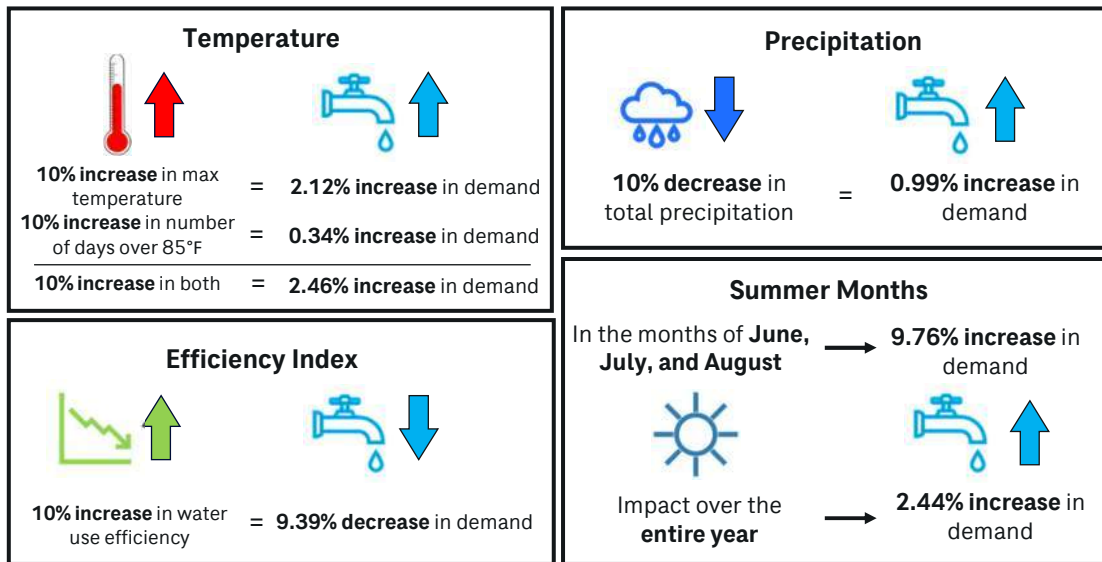 Temperature
10% increase in max
temperature
=
2.12% increase in demand
10% increase in number
of days over 85°F
=
0.34% increase in demand
10% increase in both
=
2.46% increase in demand
Precipitation
10% decrease in
total precipitation
=
0.99% increase in
demand
Efficiency Index
10% increase in water
use efficiency
=
9.39% decrease in demand
Summer Months
In the months of June,
July, and August
9.76% increase in
demand
Impact over the
entire year
2.44% increase in
demand